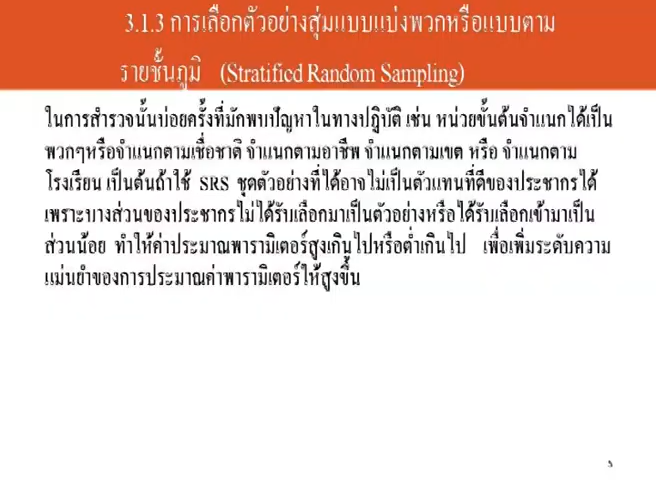 3.1.3 การเลือกตัวอย่างสุ่มแบบแบ่งพวกหรือแบบตาม
รายชั้นภูมิ (Stratified Random Sampling)
ในการสำรวจนั้นบ่อยครั้งที่มักพบปัญหาในทางปฎิบัติ เช่น หน่วยขั้นต้นจำแนกได้เป็น
พวกๆหรือจำแนกตามเชื่อชาติ จำแนกตามอาชีพ จำแนกตามเขต หรือ จำแนกตาม
โรงเรียน เป็นต้นถ้าใช้ SRS ชุดตัวอย่างที่ได้อาจไม่เป็นตัวแทนที่ดีของประชากรได้
เพราะบางส่วนของประชากรไม่ได้รับเลือกมาเป็นตัวอย่างหรือได้รับเลือกเข้ามาเป็น
ส่วนน้อย ทำให้ค่าประมาณพารามิเตอร์สูงเกินไปหรือต่ำเกินไป เพื่อเพิ่มระดับความ
แม่นยำของการประมาณค่าพารามิเตอร์ให้สูงขึ้น